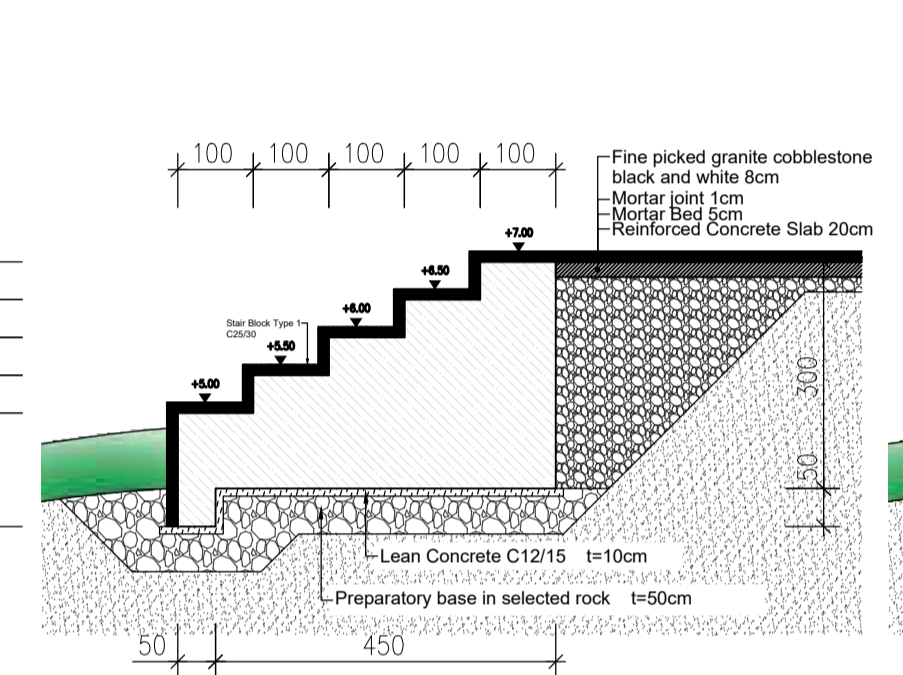 100 100 100 100 100
Fine picked granite cobblestone
black and white 8cm
Mortar joint 1cm
Mortar Bed 5cm
Reinforced Concrete Slab 20cm
+7.00
+6.50
+6.00
Stair Block Type 1
C25/30
+5.50
+5.00
300
50
Lean Concrete C12/15 t=10cm
Preparatory base in selected rock t=50cm
50 450